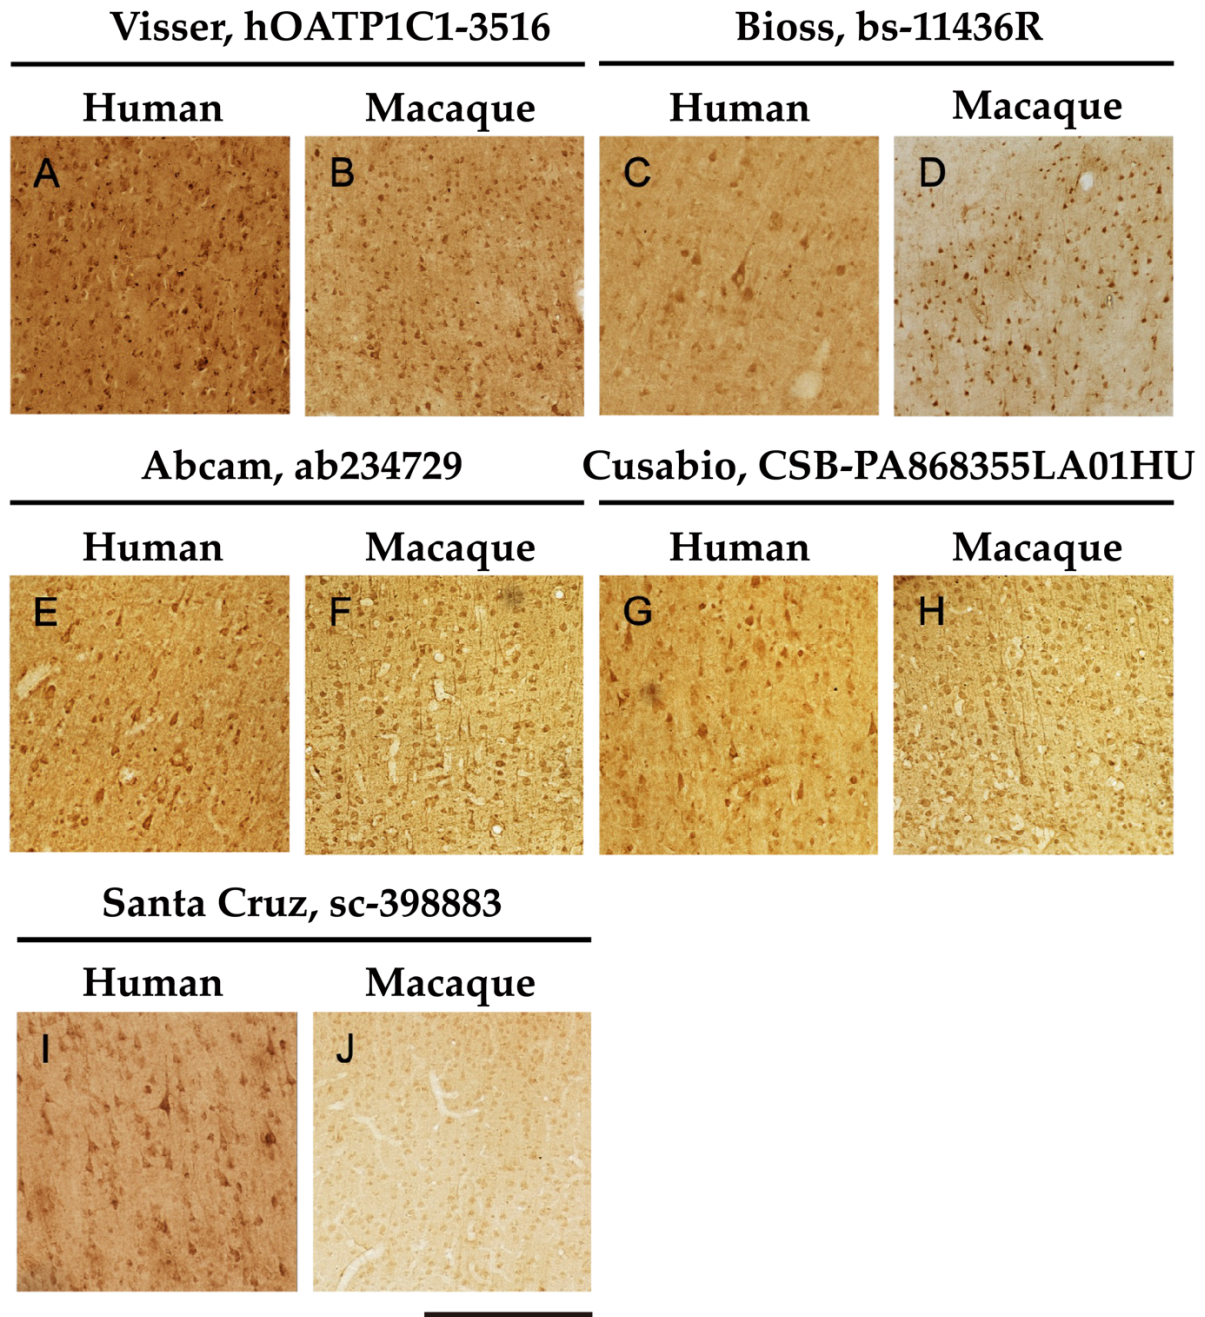 Visser, hOATP1C1-3516 Bioss, bs-11436R
Human Macaque Human Macaque
A B C D
Abcam, ab234729 Cusabio, CSB-PA868355LA01HU
Human Macaque Human Macaque
E F G H
Santa Cruz, sc-398883
Human Macaque
I J